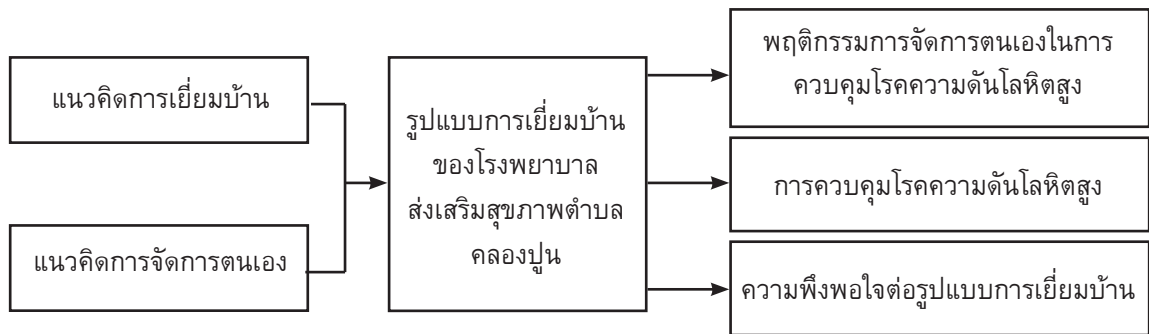 แนวคิดการเยี่ยมบ้าน
แนวคิดการจัดการตนเอง
รูปแบบการเยี่ยมบ้าน
ของโรงพยาบาล
ส่งเสริมสุขภาพตำบล
คลองปูน
พฤติกรรมการจัดการตนเองในการ
ควบคุมโรคความดันโลหิตสูง
การควบคุมโรคความดันโลหิตสูง
ความพึงพอใจต่อรูปแบบการเยี่ยมบ้าน